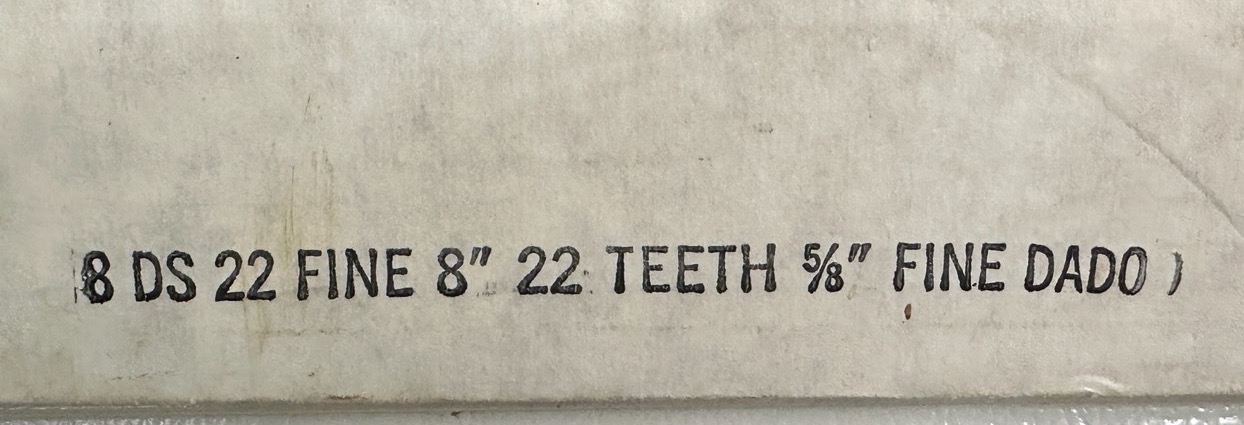 8 DS 22 FINE 8" 22 TEETH ⅝" FINE DADO )